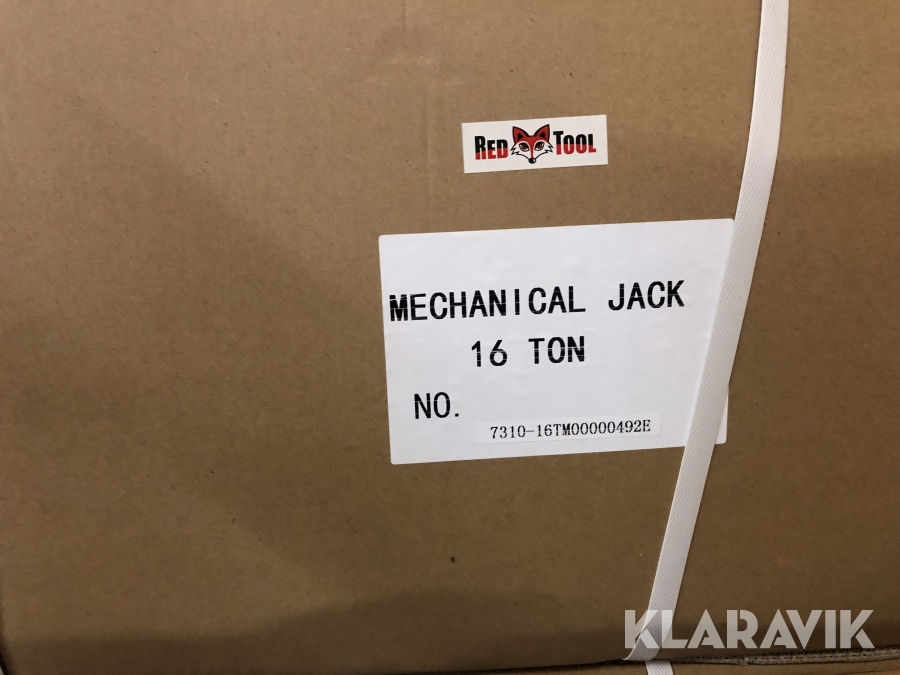 RED TOOL
MECHANICAL JACK
16 TON
NO.
7310-16TM00000492E
KLARAVIK